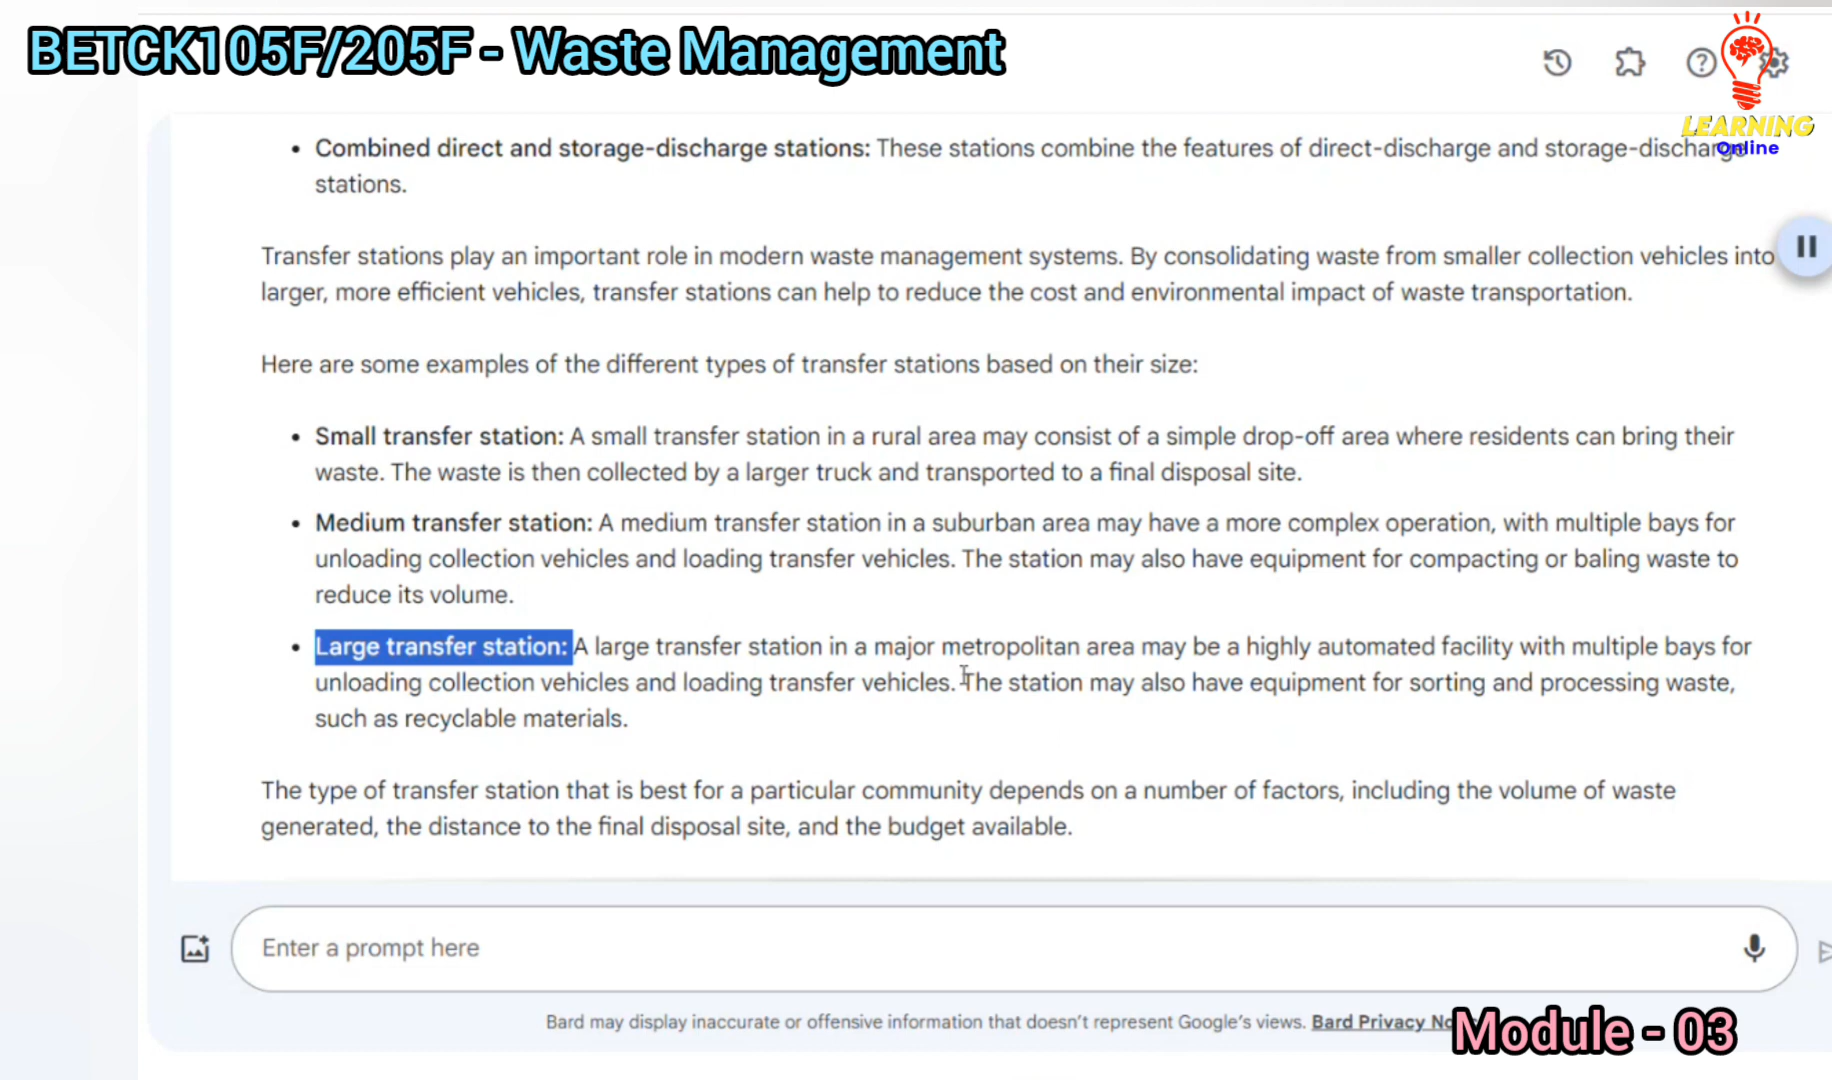 BETCK105F/205F - Waste Management
LEARNING
Online
• Combined direct and storage-discharge stations: These stations combine the features of direct-discharge and storage-discharge
stations.
Transfer stations play an important role in modern waste management systems. By consolidating waste from smaller collection vehicles into
larger, more efficient vehicles, transfer stations can help to reduce the cost and environmental impact of waste transportation.
Here are some examples of the different types of transfer stations based on their size:
• Small transfer station: A small transfer station in a rural area may consist of a simple drop-off area where residents can bring their
waste. The waste is then collected by a larger truck and transported to a final disposal site.
• Medium transfer station: A medium transfer station in a suburban area may have a more complex operation, with multiple bays for
unloading collection vehicles and loading transfer vehicles. The station may also have equipment for compacting or baling waste to
reduce its volume.
• Large transfer station: A large transfer station in a major metropolitan area may be a highly automated facility with multiple bays for
unloading collection vehicles and loading transfer vehicles. The station may also have equipment for sorting and processing waste,
such as recyclable materials.
The type of transfer station that is best for a particular community depends on a number of factors, including the volume of waste
generated, the distance to the final disposal site, and the budget available.
Enter a prompt here
Bard may display inaccurate or offensive information that doesn't represent Google's views. Bard Privacy
Module - 03